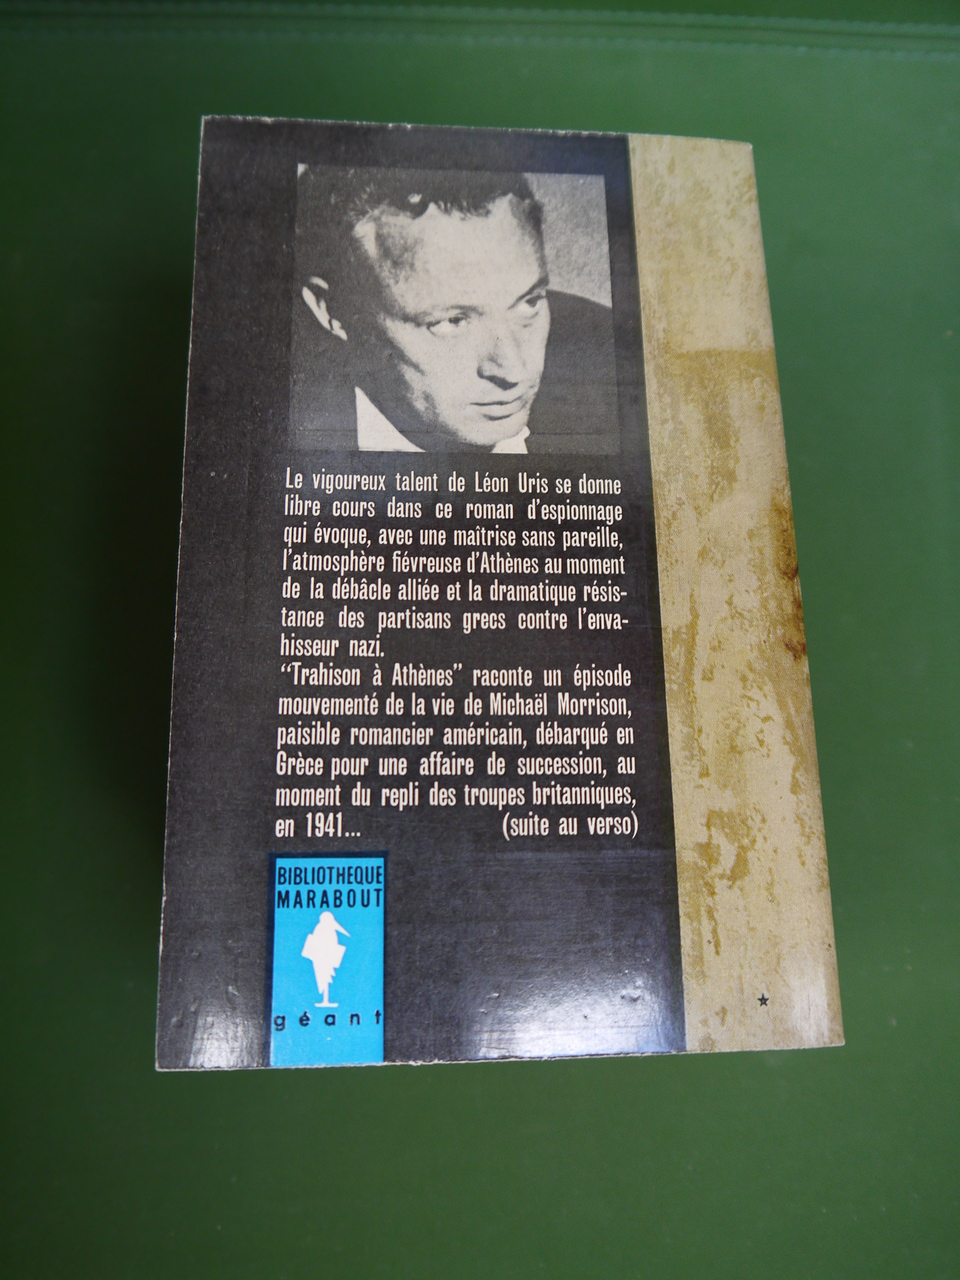 Le vigoureux talent de Léon Uris se donne
libre cours dans ce roman d'espionnage
qui évoque, avec une maîtrise sans pareille,
l'atmosphère fiévreuse d'Athènes au moment
de la débâcle alliée et la dramatique résis-
tance des partisans grecs contre l'enva-
hisseur nazi.
"Trahison à Athènes" raconte un épisode
mouvementé de la vie de Michaël Morrison,
paisible romancier américain, débarqué en
Grèce pour une affaire de succession, au
moment du repli des troupes britanniques,
en 1941... (suite au verso)
BIBLIOTHEQUE
MARABOUT
géant